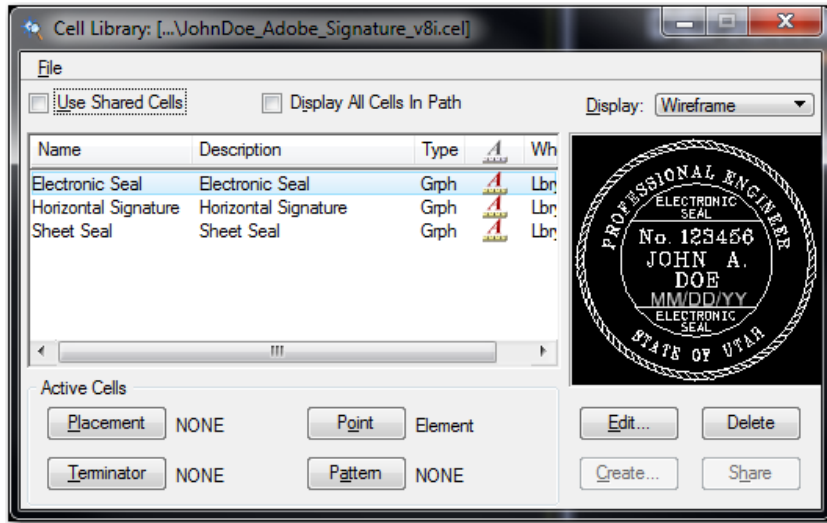 Cell Library: [...\JohnDoe_Adobe_Signature_v8i.cel]
File
Use Shared Cells Display All Cells In Path Display: Wireframe
Name Description Type A Wh
Electronic Seal Electronic Seal Grph A Lbry
Horizontal Signature Horizontal Signature Grph A Lbry
Sheet Seal Sheet Seal Grph A Lbry
PROFESSIONAL ENGINEER
ELECTRONIC
SEAL
No. 123456
JOHN A.
DOE
MM/DD/YY
ELECTRONIC
SEAL
STATE OF UTAH
Active Cells
Placement NONE Point Element
Terminator NONE Pattern NONE
Edit... Delete
Create... Share